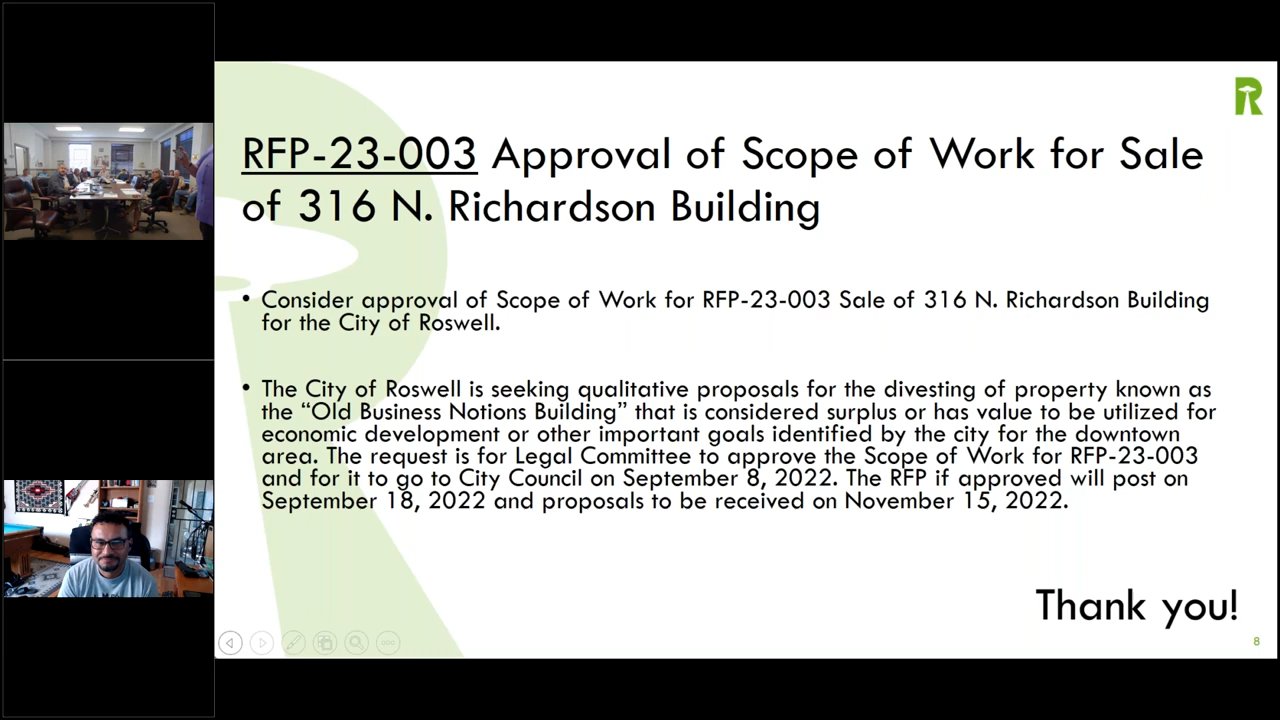 RFP-23-003 Approval of Scope of Work for Sale
of 316 N. Richardson Building
• Consider approval of Scope of Work for RFP-23-003 Sale of 316 N. Richardson Building
for the City of Roswell.
• The City of Roswell is seeking qualitative proposals for the divesting of property known as
the “Old Business Notions Building” that is considered surplus or has value to be utilized for
economic development or other important goals identified by the city for the downtown
area. The request is for Legal Committee to approve the Scope of Work for RFP-23-003
and for it to go to City Council on September 8, 2022. The RFP if approved will post on
September 18, 2022 and proposals to be received on November 15, 2022.
Thank you!
8